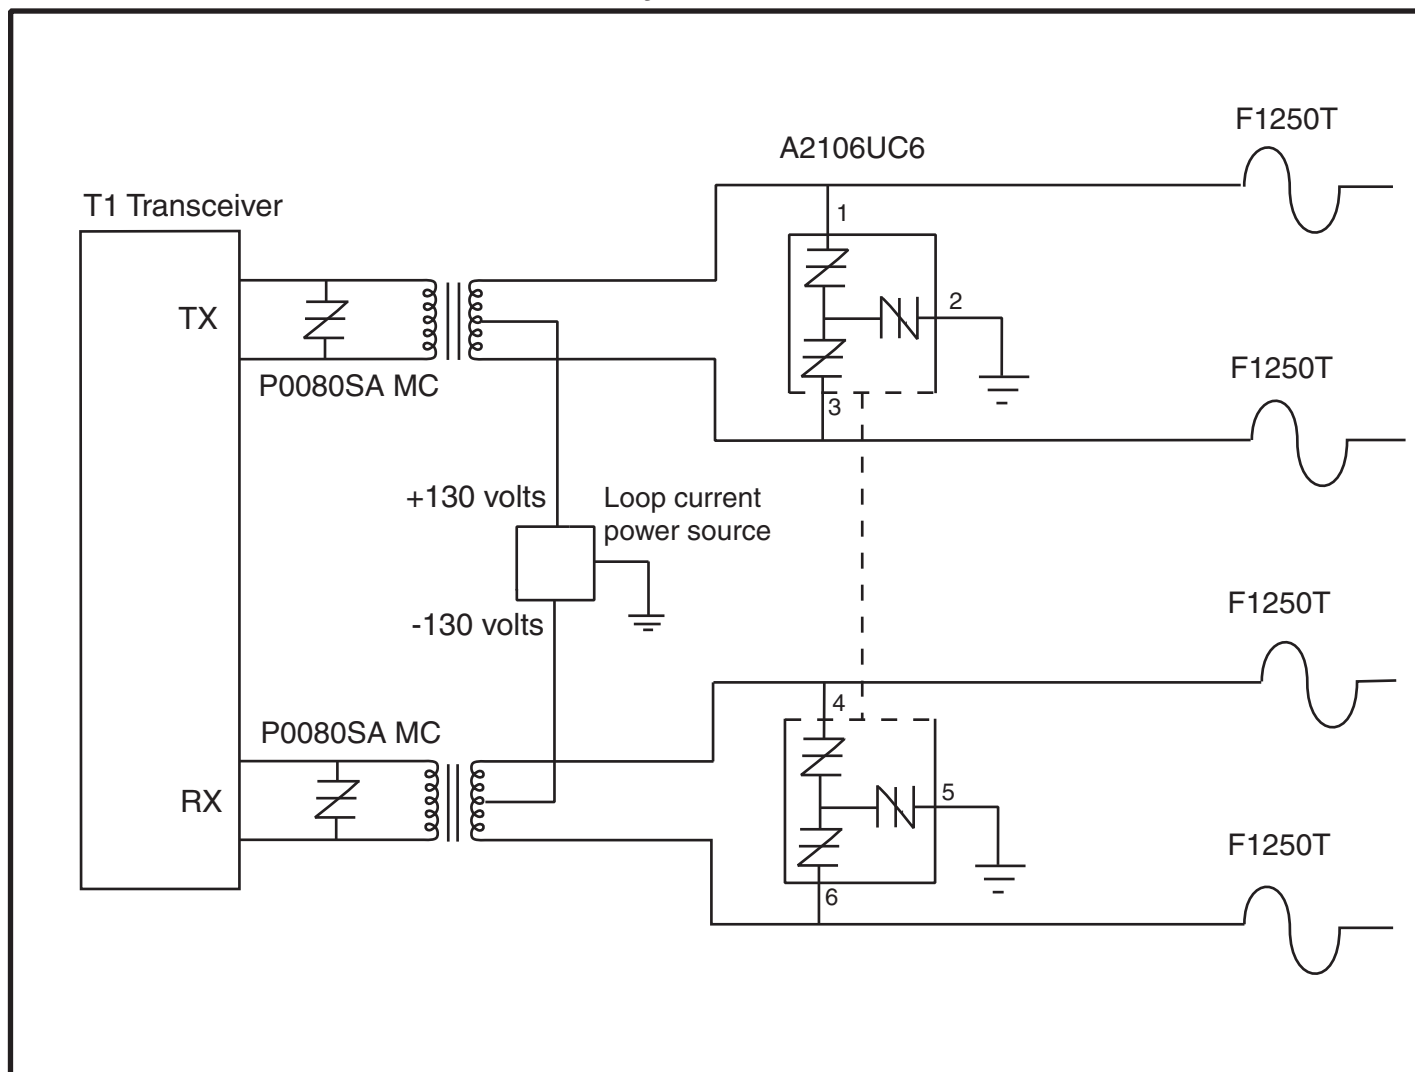 F1250T
A2106UC6
T1 Transceiver
1
TX
2
P0080SA MC
F1250T
3
+130 volts
Loop current
power source
-130 volts
F1250T
4
P0080SA MC
RX
5
F1250T
6